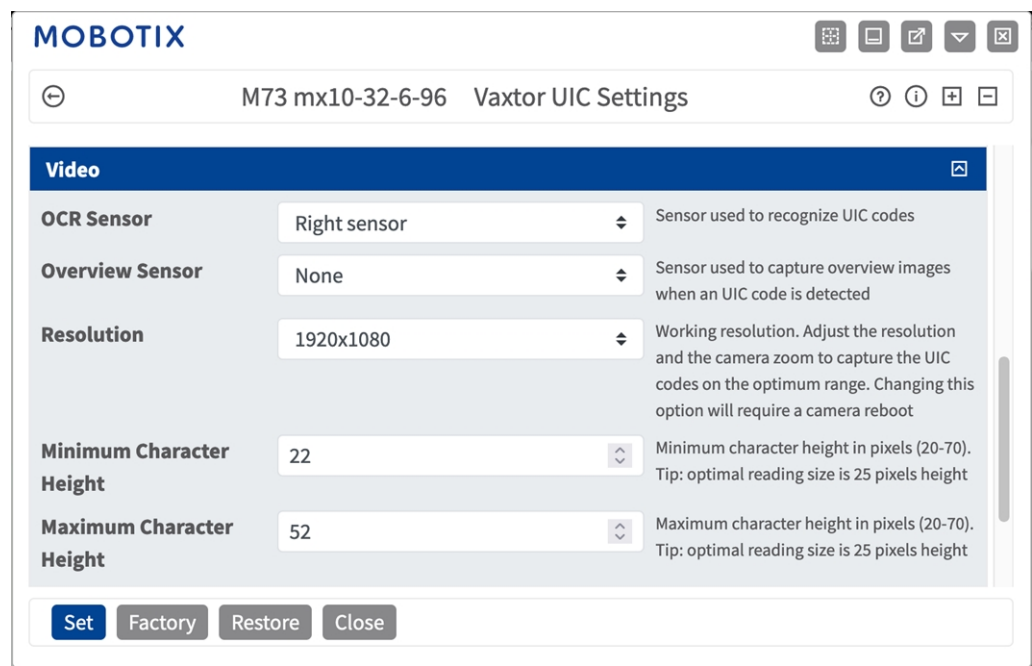 MOBOTIX
M73 mx10-32-6-96 Vaxtor UIC Settings
Video
OCR Sensor
Right sensor
Sensor used to recognize UIC codes
Overview Sensor
None
Sensor used to capture overview images
when an UIC code is detected
Resolution
1920x1080
Working resolution. Adjust the resolution
and the camera zoom to capture the UIC
codes on the optimum range. Changing this
option will require a camera reboot
Minimum Character
Height
22
Minimum character height in pixels (20-70).
Tip: optimal reading size is 25 pixels height
Maximum Character
Height
52
Maximum character height in pixels (20-70).
Tip: optimal reading size is 25 pixels height
Set Factory Restore Close